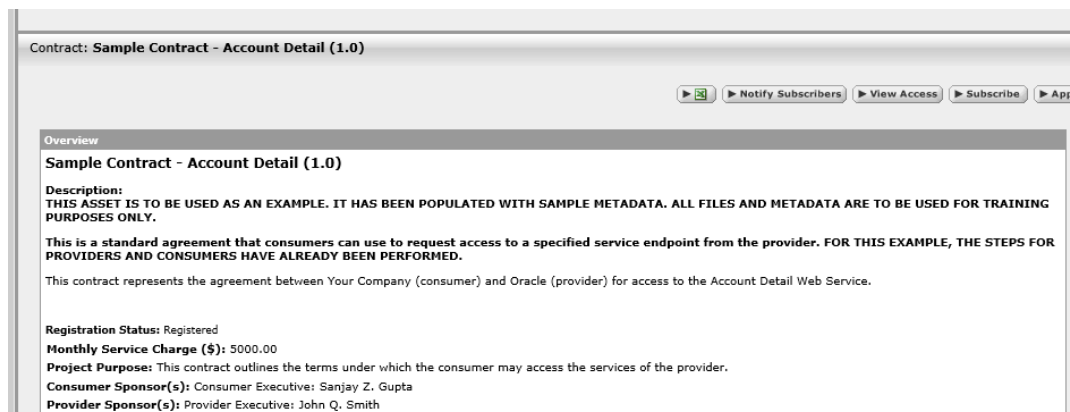 Contract: Sample Contract - Account Detail (1.0)
Notify Subscribers View Access Subscribe App
Overview
Sample Contract - Account Detail (1.0)
Description:
THIS ASSET IS TO BE USED AS AN EXAMPLE. IT HAS BEEN POPULATED WITH SAMPLE METADATA. ALL FILES AND METADATA ARE TO BE USED FOR TRAINING
PURPOSES ONLY.
This is a standard agreement that consumers can use to request access to a specified service endpoint from the provider. FOR THIS EXAMPLE, THE STEPS FOR
PROVIDERS AND CONSUMERS HAVE ALREADY BEEN PERFORMED.
This contract represents the agreement between Your Company (consumer) and Oracle (provider) for access to the Account Detail Web Service.
Registration Status: Registered
Monthly Service Charge ($): 5000.00
Project Purpose: This contract outlines the terms under which the consumer may access the services of the provider.
Consumer Sponsor(s): Consumer Executive: Sanjay Z. Gupta
Provider Sponsor(s): Provider Executive: John Q. Smith